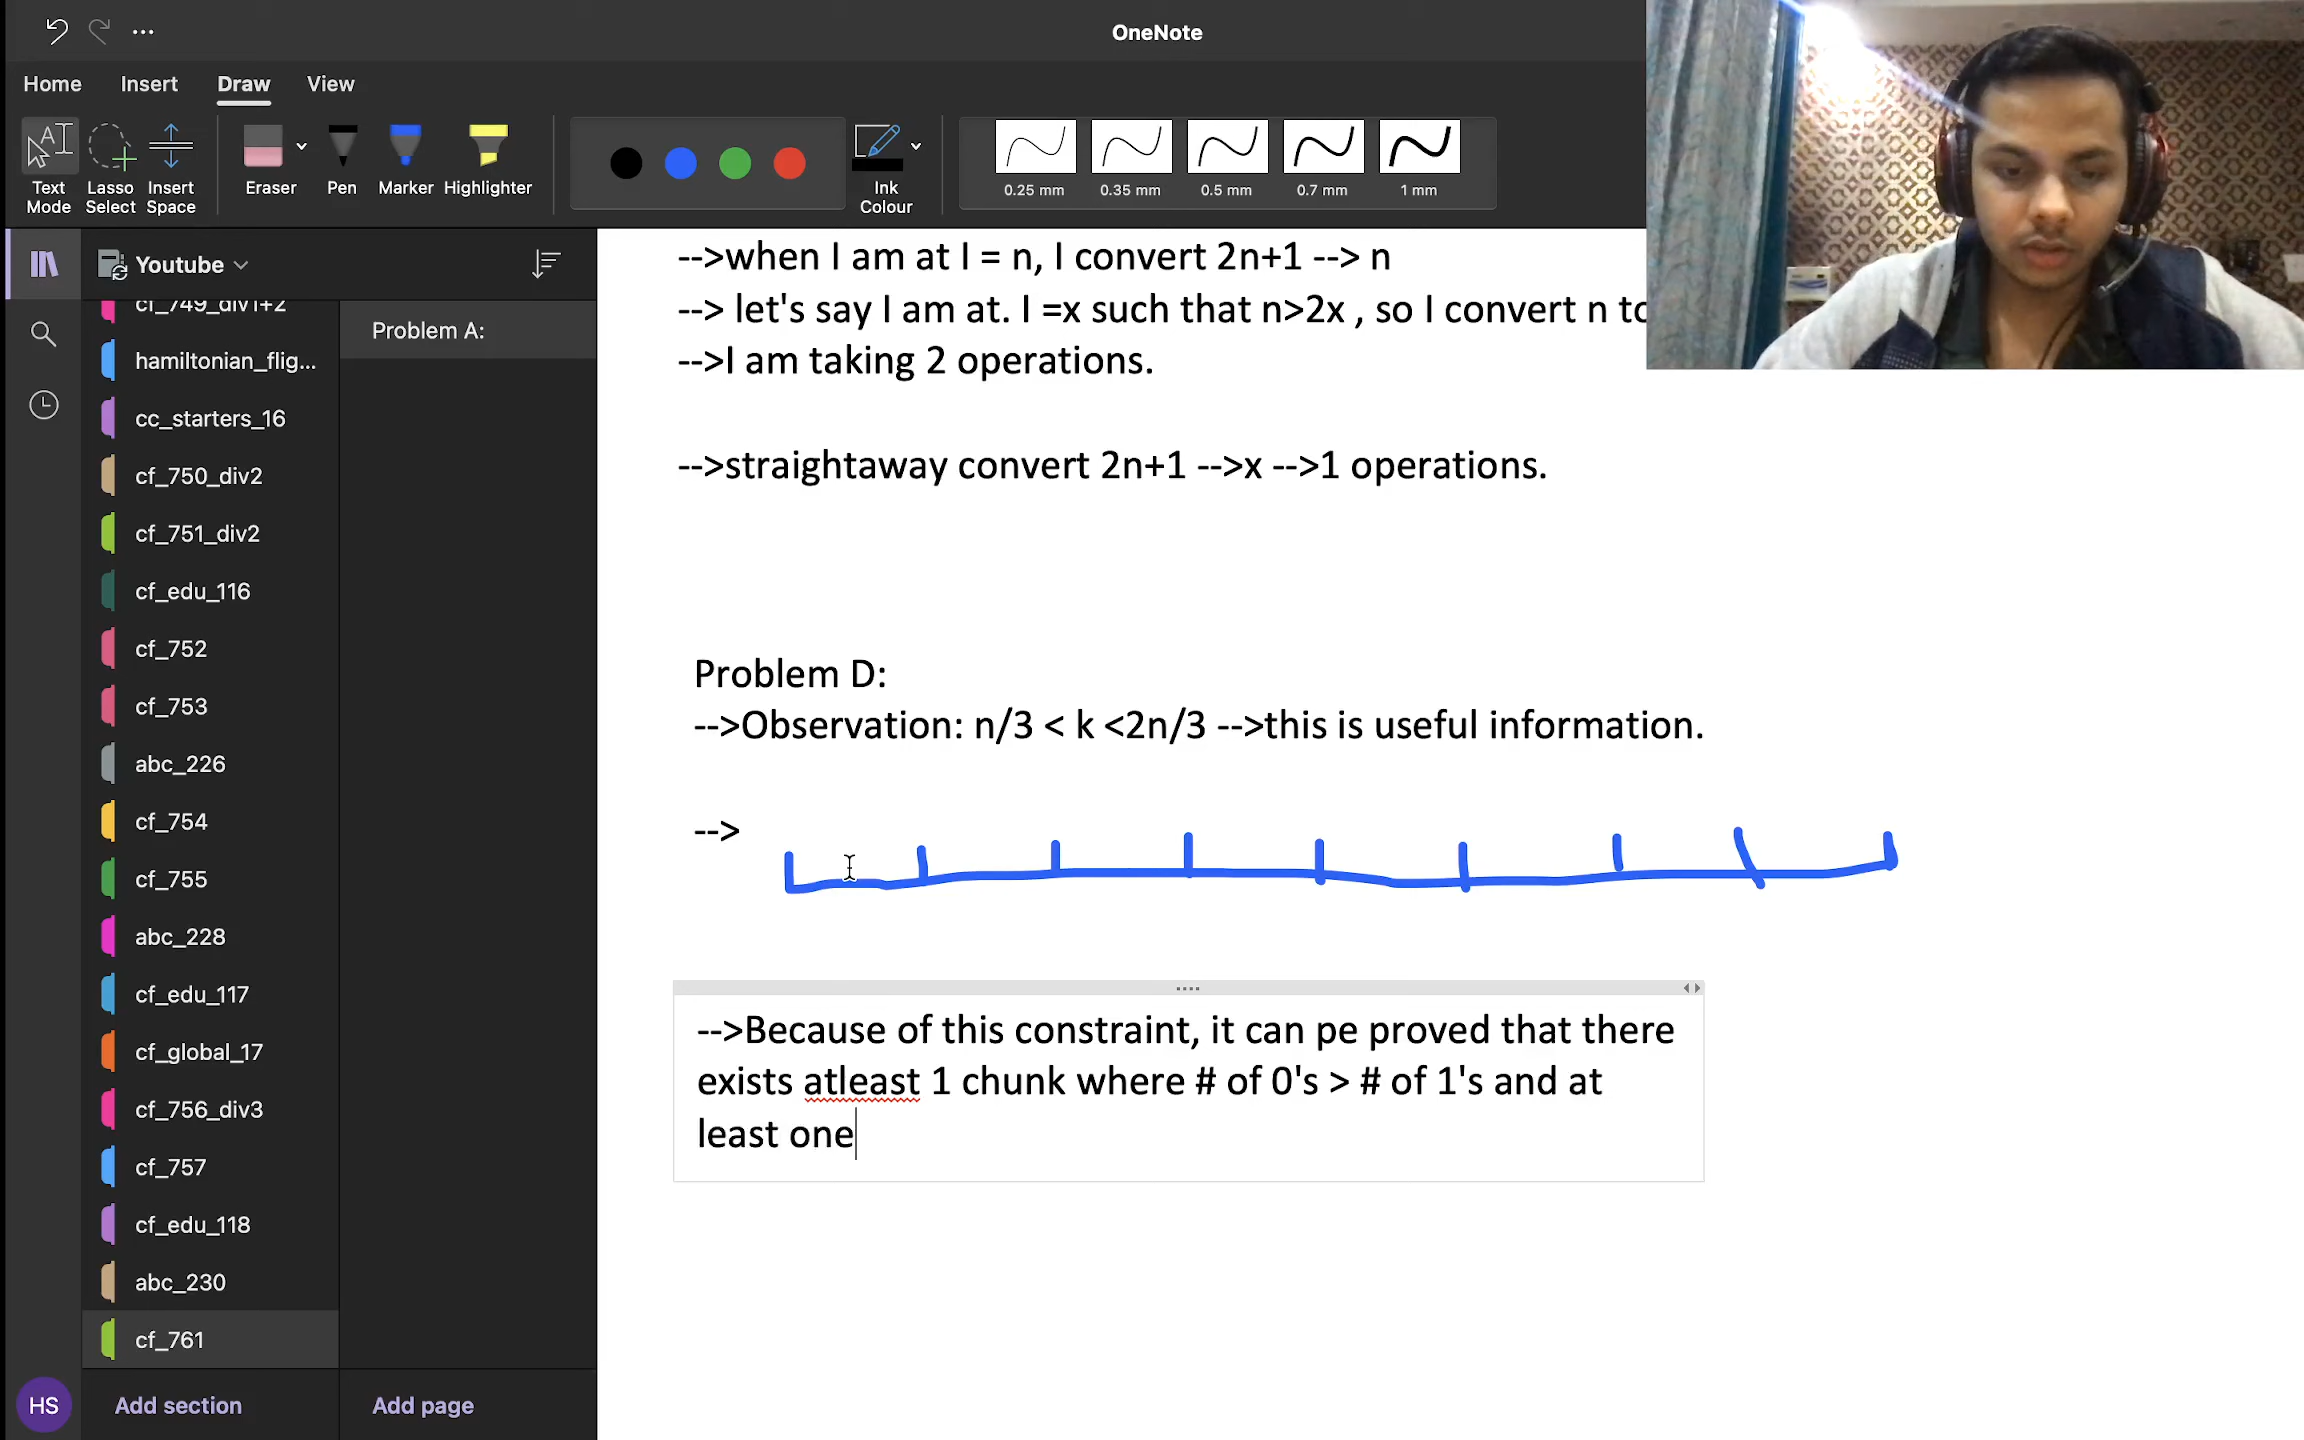 OneNote
Home Insert Draw View
Text Mode
Lasso Select
Insert Space
Eraser
Pen
Marker
Highlighter
Ink Colour
0.25 mm
0.35 mm
0.5 mm
0.7 mm
1 mm
Youtube
cf_749_div1+2
hamiltonian_flig...
cc_starters_16
cf_750_div2
cf_751_div2
cf_edu_116
cf_752
cf_753
abc_226
cf_754
cf_755
abc_228
cf_edu_117
cf_global_17
cf_756_div3
cf_757
cf_edu_118
abc_230
cf_761
HS
Add section
Problem A:
Add page
-->when I am at I = n, I convert 2n+1 --> n
--> let's say I am at. I =x such that n>2x , so I convert n to
-->I am taking 2 operations.
-->straightaway convert 2n+1 -->x -->1 operations.
Problem D:
-->Observation: n/3 < k <2n/3 -->this is useful information.
-->
-->Because of this constraint, it can pe proved that there
exists atleast 1 chunk where # of 0's > # of 1's and at
least one